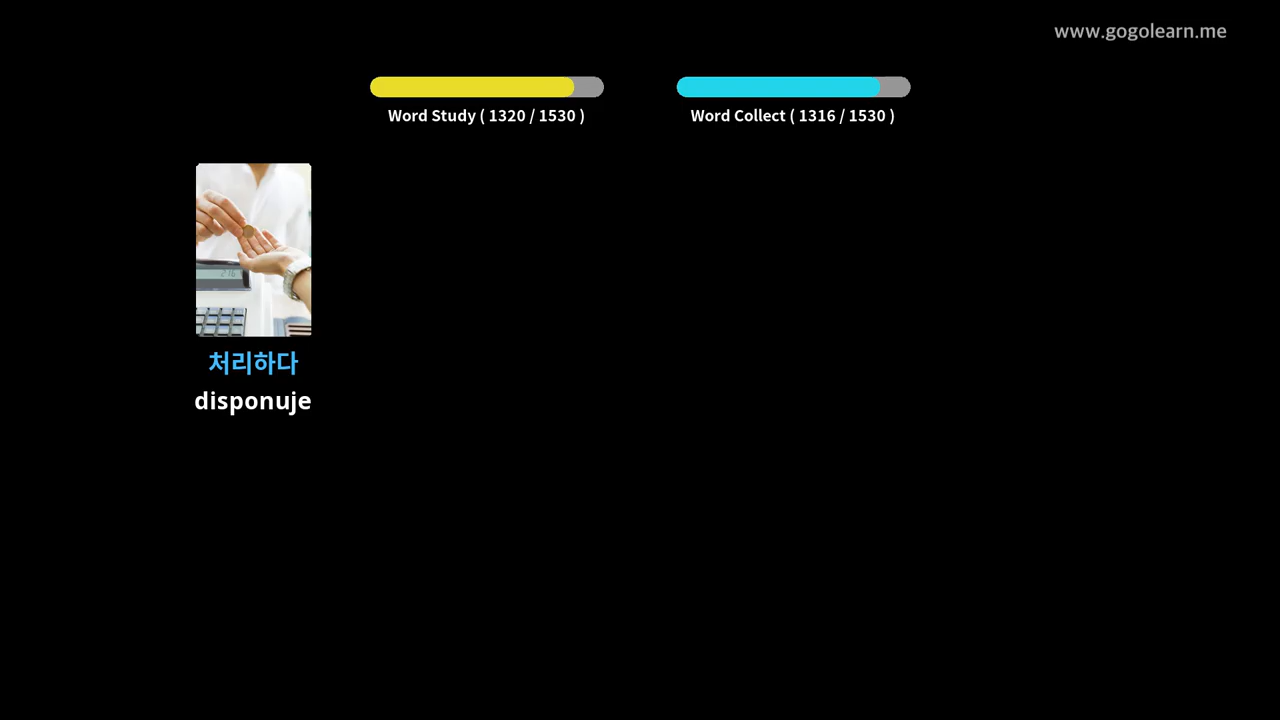 www.gogolearn.me
Word Study ( 1320 / 1530 )
Word Collect ( 1316 / 1530 )
처리하다
disponuje